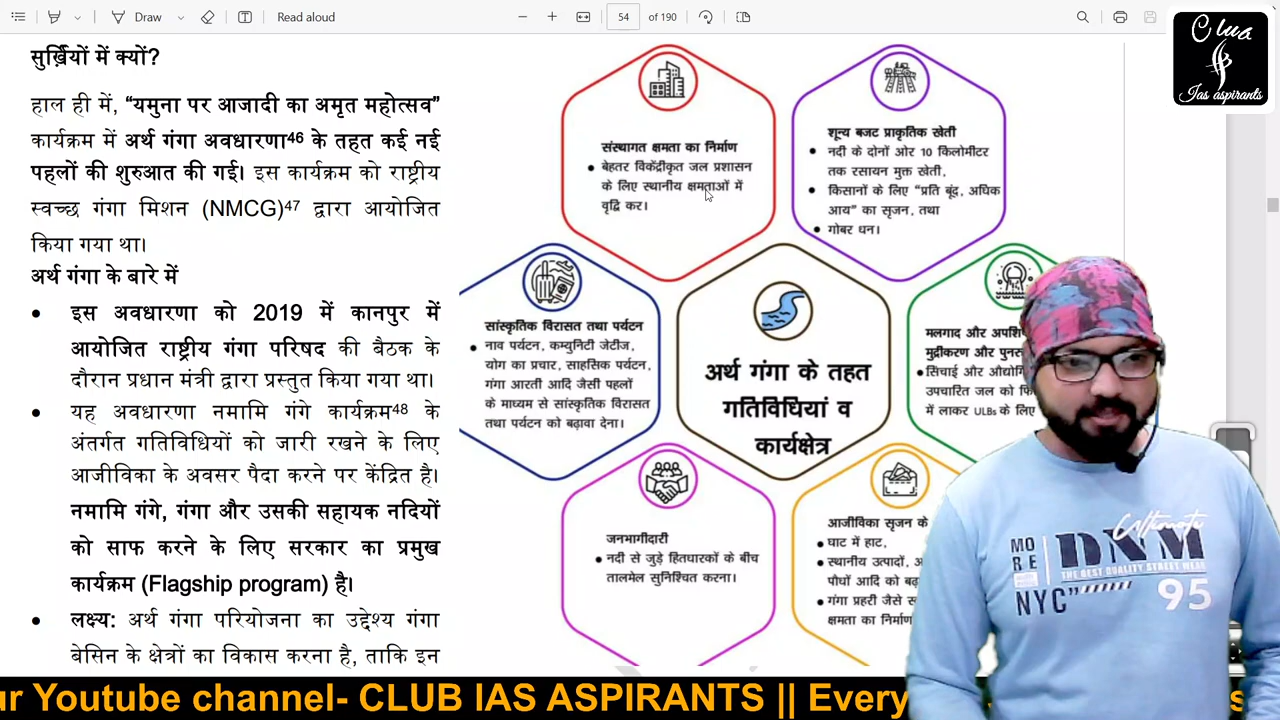 Draw
Read aloud
54
of 190
Club
Ias aspirants
सुर्ख़ियों में क्यों?
हाल ही में, “यमुना पर आजादी का अमृत महोत्सव”
कार्यक्रम में अर्थ गंगा अवधारणा46 के तहत कई नई
पहलों की शुरुआत की गई। इस कार्यक्रम को राष्ट्रीय
स्वच्छ गंगा मिशन (NMCG)47 द्वारा आयोजित
किया गया था।
अर्थ गंगा के बारे में
• इस अवधारणा को 2019 में कानपुर में
आयोजित राष्ट्रीय गंगा परिषद की बैठक के
दौरान प्रधान मंत्री द्वारा प्रस्तुत किया गया था।
• यह अवधारणा नमामि गंगे कार्यक्रम48 के
अंतर्गत गतिविधियों को जारी रखने के लिए
आजीविका के अवसर पैदा करने पर केंद्रित है।
नमामि गंगे, गंगा और उसकी सहायक नदियों
को साफ करने के लिए सरकार का प्रमुख
कार्यक्रम (Flagship program) है।
• लक्ष्य: अर्थ गंगा परियोजना का उद्देश्य गंगा
बेसिन के क्षेत्रों का विकास करना है, ताकि इन
संस्थागत क्षमता का निर्माण
• बेहतर विकेंद्रीकृत जल प्रशासन
के लिए स्थानीय क्षमताओं में
वृद्धि कर।
शून्य बजट प्राकृतिक खेती
• नदी के दोनों ओर 10 किलोमीटर
तक रसायन मुक्त खेती,
• किसानों के लिए “प्रति बूंद, अधिक
आय” का सृजन, तथा
• गोबर धन।
सांस्कृतिक विरासत तथा पर्यटन
• नाव पर्यटन, कम्युनिटी जेटीज,
योग का प्रचार, साहसिक पर्यटन,
गंगा आरती आदि जैसी पहलों
के माध्यम से सांस्कृतिक विरासत
तथा पर्यटन को बढ़ावा देना।
अर्थ गंगा के तहत
गतिविधियां व
कार्यक्षेत्र
मलगाद और
मुद्रीकरण और
• सिंचाई और
उपचारित जल को
में लाकर ULBs के लिए
जनभागीदारी
• नदी से जुड़े हितधारकों के बीच
तालमेल सुनिश्चित करना।
आजीविका सृजन के
• घाट में हाट,
• स्थानीय उत्पादों,
पौधों आदि को
• गंगा प्रहरी जैसे
क्षमता का निर्माण
Ultimate
MORE
DNM
THE BEST QUALITY STREET WEAR
NYC”
95
Youtube channel- CLUB IAS ASPIRANTS || Every